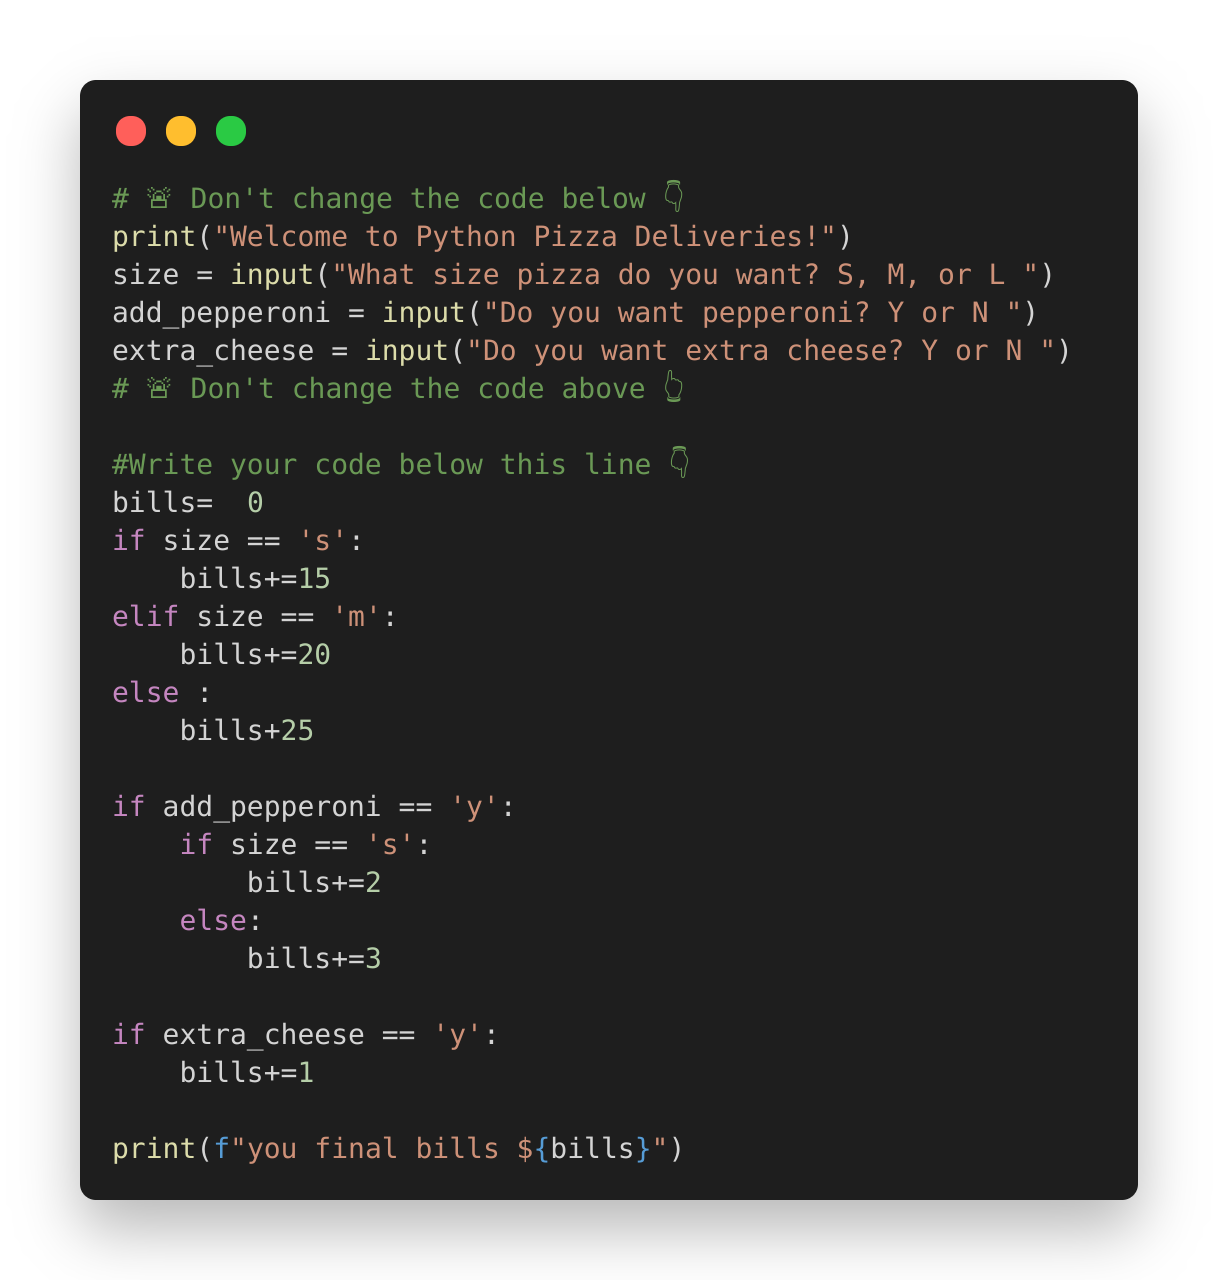 # 🚨 Don't change the code below 👇
print("Welcome to Python Pizza Deliveries!")
size = input("What size pizza do you want? S, M, or L ")
add_pepperoni = input("Do you want pepperoni? Y or N ")
extra_cheese = input("Do you want extra cheese? Y or N ")
# 🚨 Don't change the code above 👆

#Write your code below this line 👇
bills=  0
if size == 's':
    bills+=15
elif size == 'm':
    bills+=20
else :
    bills+25

if add_pepperoni == 'y':
    if size == 's':
        bills+=2
    else:
        bills+=3

if extra_cheese == 'y':
    bills+=1

print(f"you final bills ${bills}")